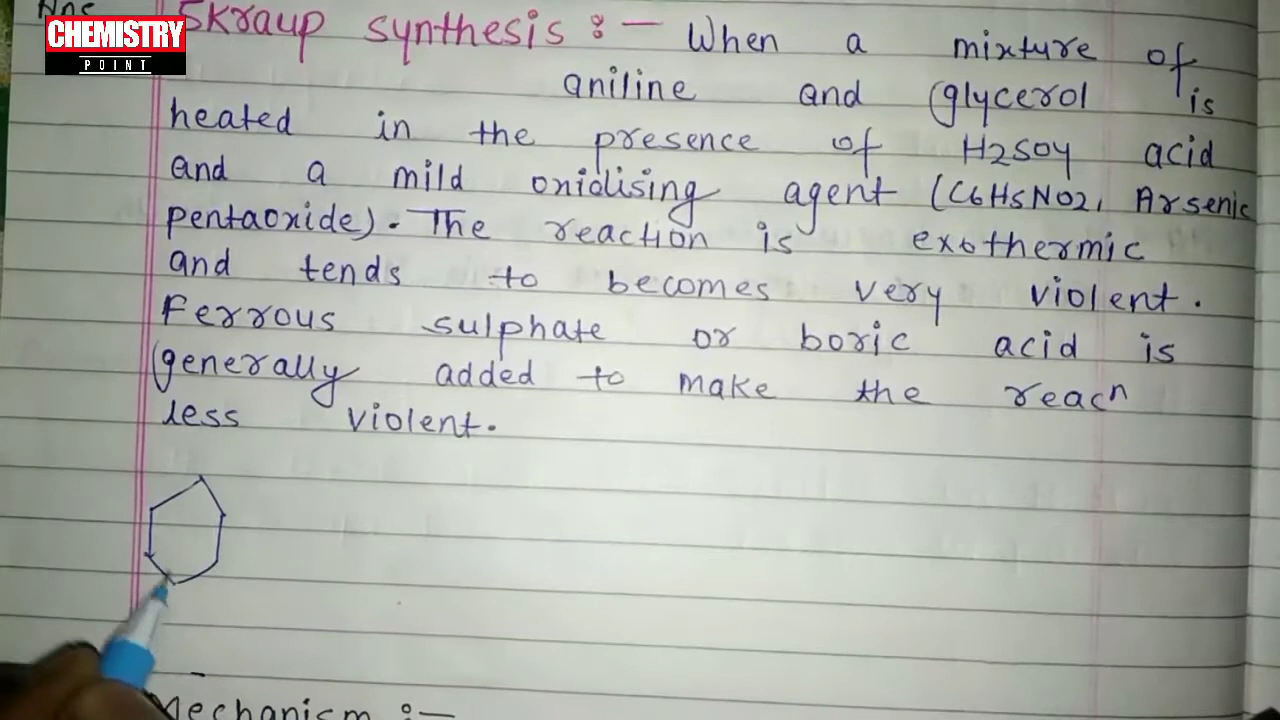 Ans
CHEMISTRY
POINT
Skraup synthesis :- When a mixture of
aniline and Glycerol is
heated in the presence of H2SO4 acid
and a mild oxidising agent (C6H5NO2, Arsenic
pentaoxide). The reaction is exothermic
and tends to becomes very violent.
Ferrous sulphate or boric acid is
Generally added to make the reacn
less violent.
Mechanism :-